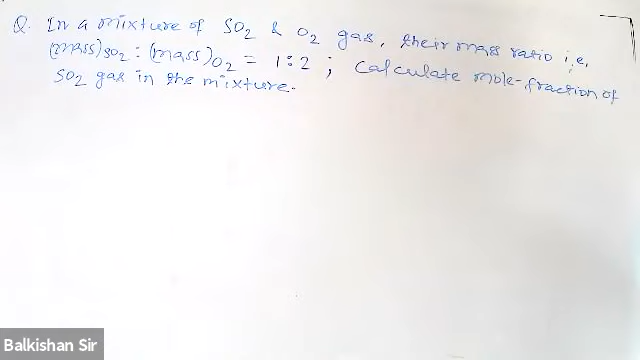 Q. In a mixture of SO2 & O2 gas, their mass ratio i,e,
(mass)SO2 : (mass)O2 = 1:2 ; Calculate mole-fraction of
SO2 gas in the mixture.
Balkishan Sir